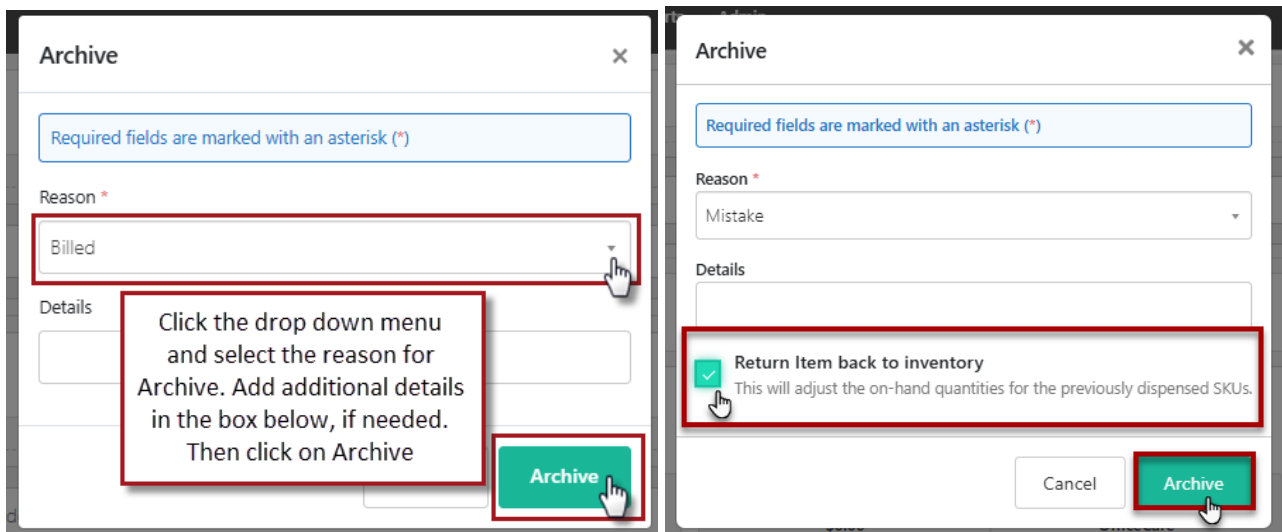 Archive
×
Required fields are marked with an asterisk (*)
Reason *
Billed
Details
Click the drop down menu
and select the reason for
Archive. Add additional details
in the box below, if needed.
Then click on Archive
Archive
Admin
Archive
×
Required fields are marked with an asterisk (*)
Reason *
Mistake
Details
Return Item back to inventory
This will adjust the on-hand quantities for the previously dispensed SKUs.
Cancel
Archive